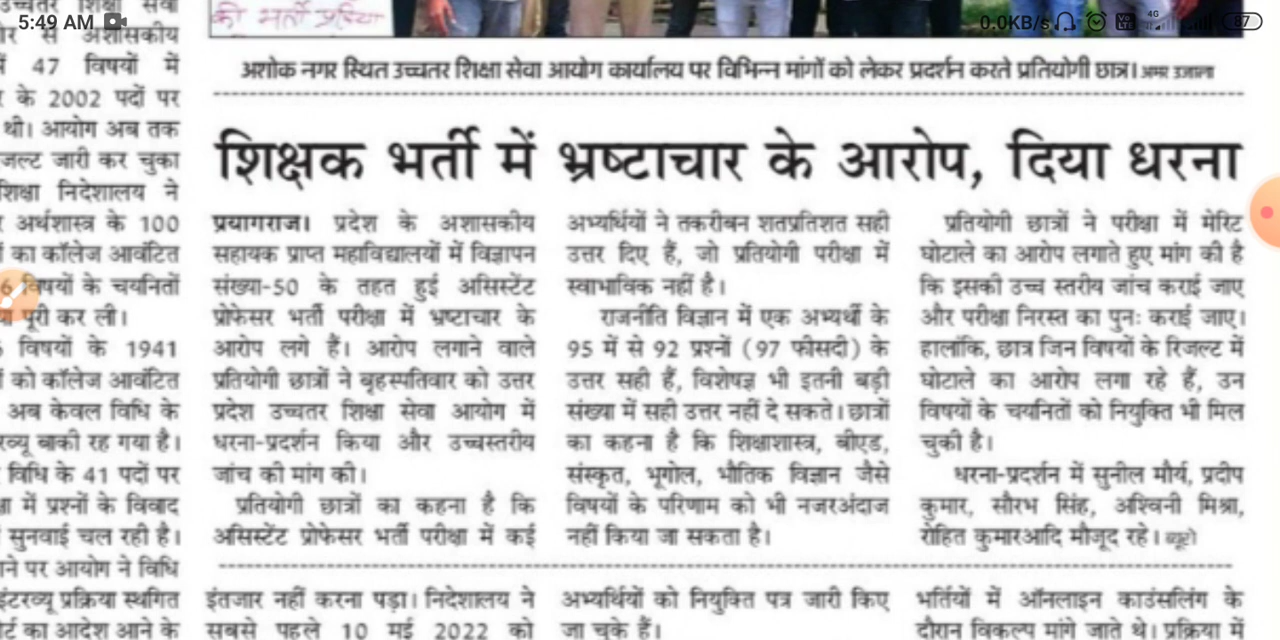 5:49 AM
0.0KB/s
4G
87
की भर्ती प्रक्रिया
अशोक नगर स्थित उच्चतर शिक्षा सेवा आयोग कार्यालय पर विभिन्न मांगों को लेकर प्रदर्शन करते प्रतियोगी छात्र। अमर उजाला
उच्चतर शिक्षा सेवा
से अशासकीय
47 विषयों में
के 2002 पदों पर
थी। आयोग अब तक
जारी कर चुका
शिक्षा निदेशालय ने
अर्थशास्त्र के 100
का कॉलेज आवंटित
6 विषयों के चयनितों
पूरी कर ली।
विषयों के 1941
को कॉलेज आवंटित
अब केवल विधि के
बाकी रह गया है।
विधि के 41 पदों पर
में प्रश्नों के विवाद
सुनवाई चल रही है।
पर आयोग ने विधि
इंटरव्यू प्रक्रिया स्थगित
का आदेश आने के
शिक्षक भर्ती में भ्रष्टाचार के आरोप, दिया धरना
प्रयागराज। प्रदेश के अशासकीय
सहायक प्राप्त महाविद्यालयों में विज्ञापन
संख्या-50 के तहत हुई असिस्टेंट
प्रोफेसर भर्ती परीक्षा में भ्रष्टाचार के
आरोप लगे हैं। आरोप लगाने वाले
प्रतियोगी छात्रों ने बृहस्पतिवार को उत्तर
प्रदेश उच्चतर शिक्षा सेवा आयोग में
धरना-प्रदर्शन किया और उच्चस्तरीय
जांच की मांग की।
प्रतियोगी छात्रों का कहना है कि
असिस्टेंट प्रोफेसर भर्ती परीक्षा में कई
अभ्यर्थियों ने तकरीबन शतप्रतिशत सही
उत्तर दिए हैं, जो प्रतियोगी परीक्षा में
स्वाभाविक नहीं है।
राजनीति विज्ञान में एक अभ्यर्थी के
95 में से 92 प्रश्नों (97 फीसदी) के
उत्तर सही हैं, विशेषज्ञ भी इतनी बड़ी
संख्या में सही उत्तर नहीं दे सकते। छात्रों
का कहना है कि शिक्षाशास्त्र, बीएड,
संस्कृत, भूगोल, भौतिक विज्ञान जैसे
विषयों के परिणाम को भी नजरअंदाज
नहीं किया जा सकता है।
प्रतियोगी छात्रों ने परीक्षा में मेरिट
घोटाले का आरोप लगाते हुए मांग की है
कि इसकी उच्च स्तरीय जांच कराई जाए
और परीक्षा निरस्त का पुनः कराई जाए।
हालांकि, छात्र जिन विषयों के रिजल्ट में
घोटाले का आरोप लगा रहे हैं, उन
विषयों के चयनितों को नियुक्ति भी मिल
चुकी है।
धरना-प्रदर्शन में सुनील मौर्य, प्रदीप
कुमार, सौरभ सिंह, अश्विनी मिश्रा,
रोहित कुमारआदि मौजूद रहे। ब्यूरो
इंतजार नहीं करना पड़ा। निदेशालय ने
सबसे पहले 10 मई 2022 को
अभ्यर्थियों को नियुक्ति पत्र जारी किए
जा चुके हैं।
भर्तियों में ऑनलाइन काउंसलिंग के
दौरान विकल्प मांगे जाते थे। प्रक्रिया में